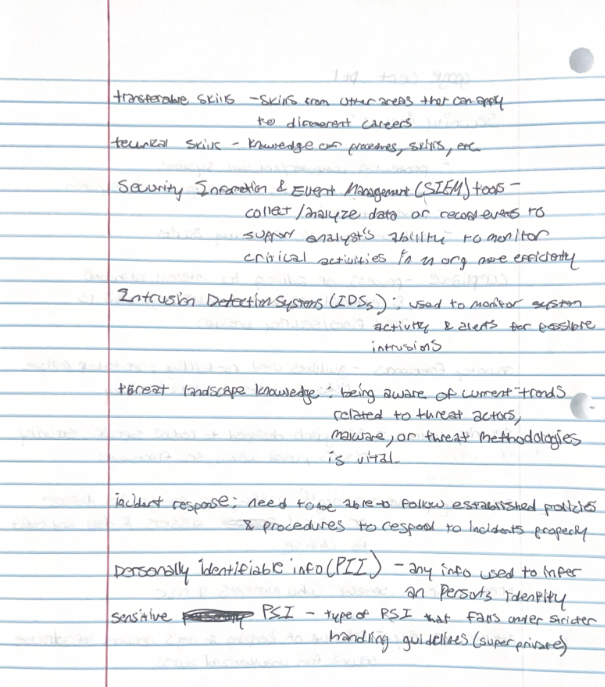 transferable skills - skills from other areas that can apply
to different careers
technical skills - knowledge of processes, skills, etc.
Security Information & Event Management (SIEM) tools -
collect/analyze data or record events to
support analyst's ability to monitor
critical activities in an org more efficiently
Intrusion Detection Systems (IDSs): used to monitor system
activity & alerts for possible
intrusions
threat landscape knowledge: being aware of current trends
related to threat actors,
malware, or threat methodologies
is vital
incident response: need to be able to follow established policies
& procedures to respond to incidents properly
personally identifiable info (PII) - any info used to infer
an persons identity
sensitive PSI - type of PSI that falls under stricter
handling guidelines (super private)